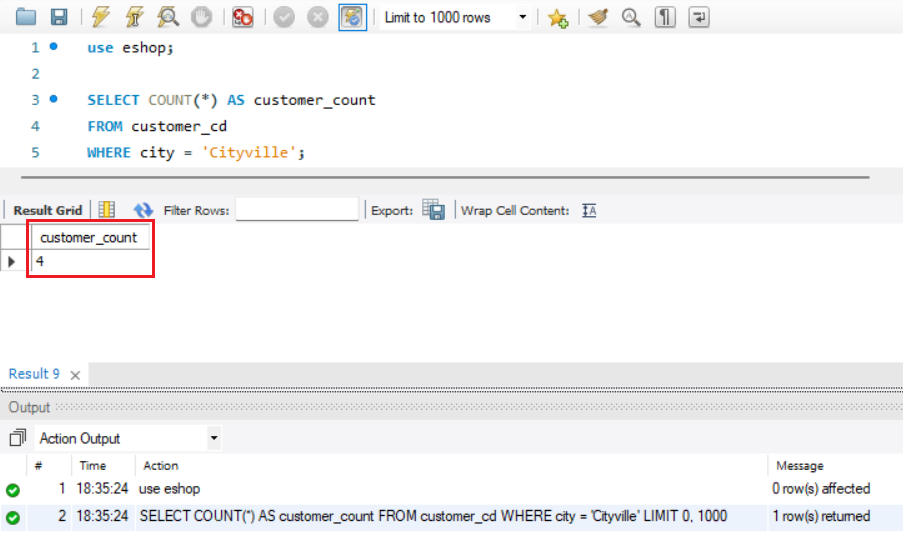 Limit to 1000 rows
1 use eshop;
2
3 SELECT COUNT(*) AS customer_count
4 FROM customer_cd
5 WHERE city = 'Cityville';
Result Grid Filter Rows: Export: Wrap Cell Content: IA
customer_count
4
Result 9
Output
Action Output
# Time Action Message
1 18:35:24 use eshop 0 row(s) affected
2 18:35:24 SELECT COUNT(*) AS customer_count FROM customer_cd WHERE city = 'Cityville' LIMIT 0, 1000 1 row(s) returned